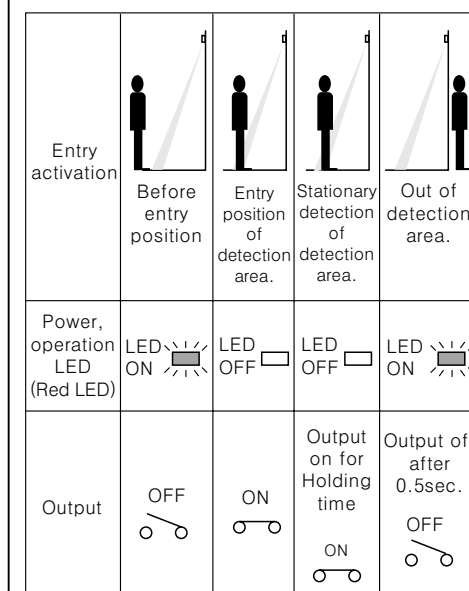 Entry
activation
Before
entry
position
Entry
position
of
detection
area.
Stationary
detection
of
detection
area.
Out of
detection
area.
Power,
operation
LED
(Red LED)
LED
ON
LED
OFF
LED
OFF
LED
ON
Output
OFF
ON
Output
on for
Holding
time
ON
Output of
after
0.5sec.
OFF